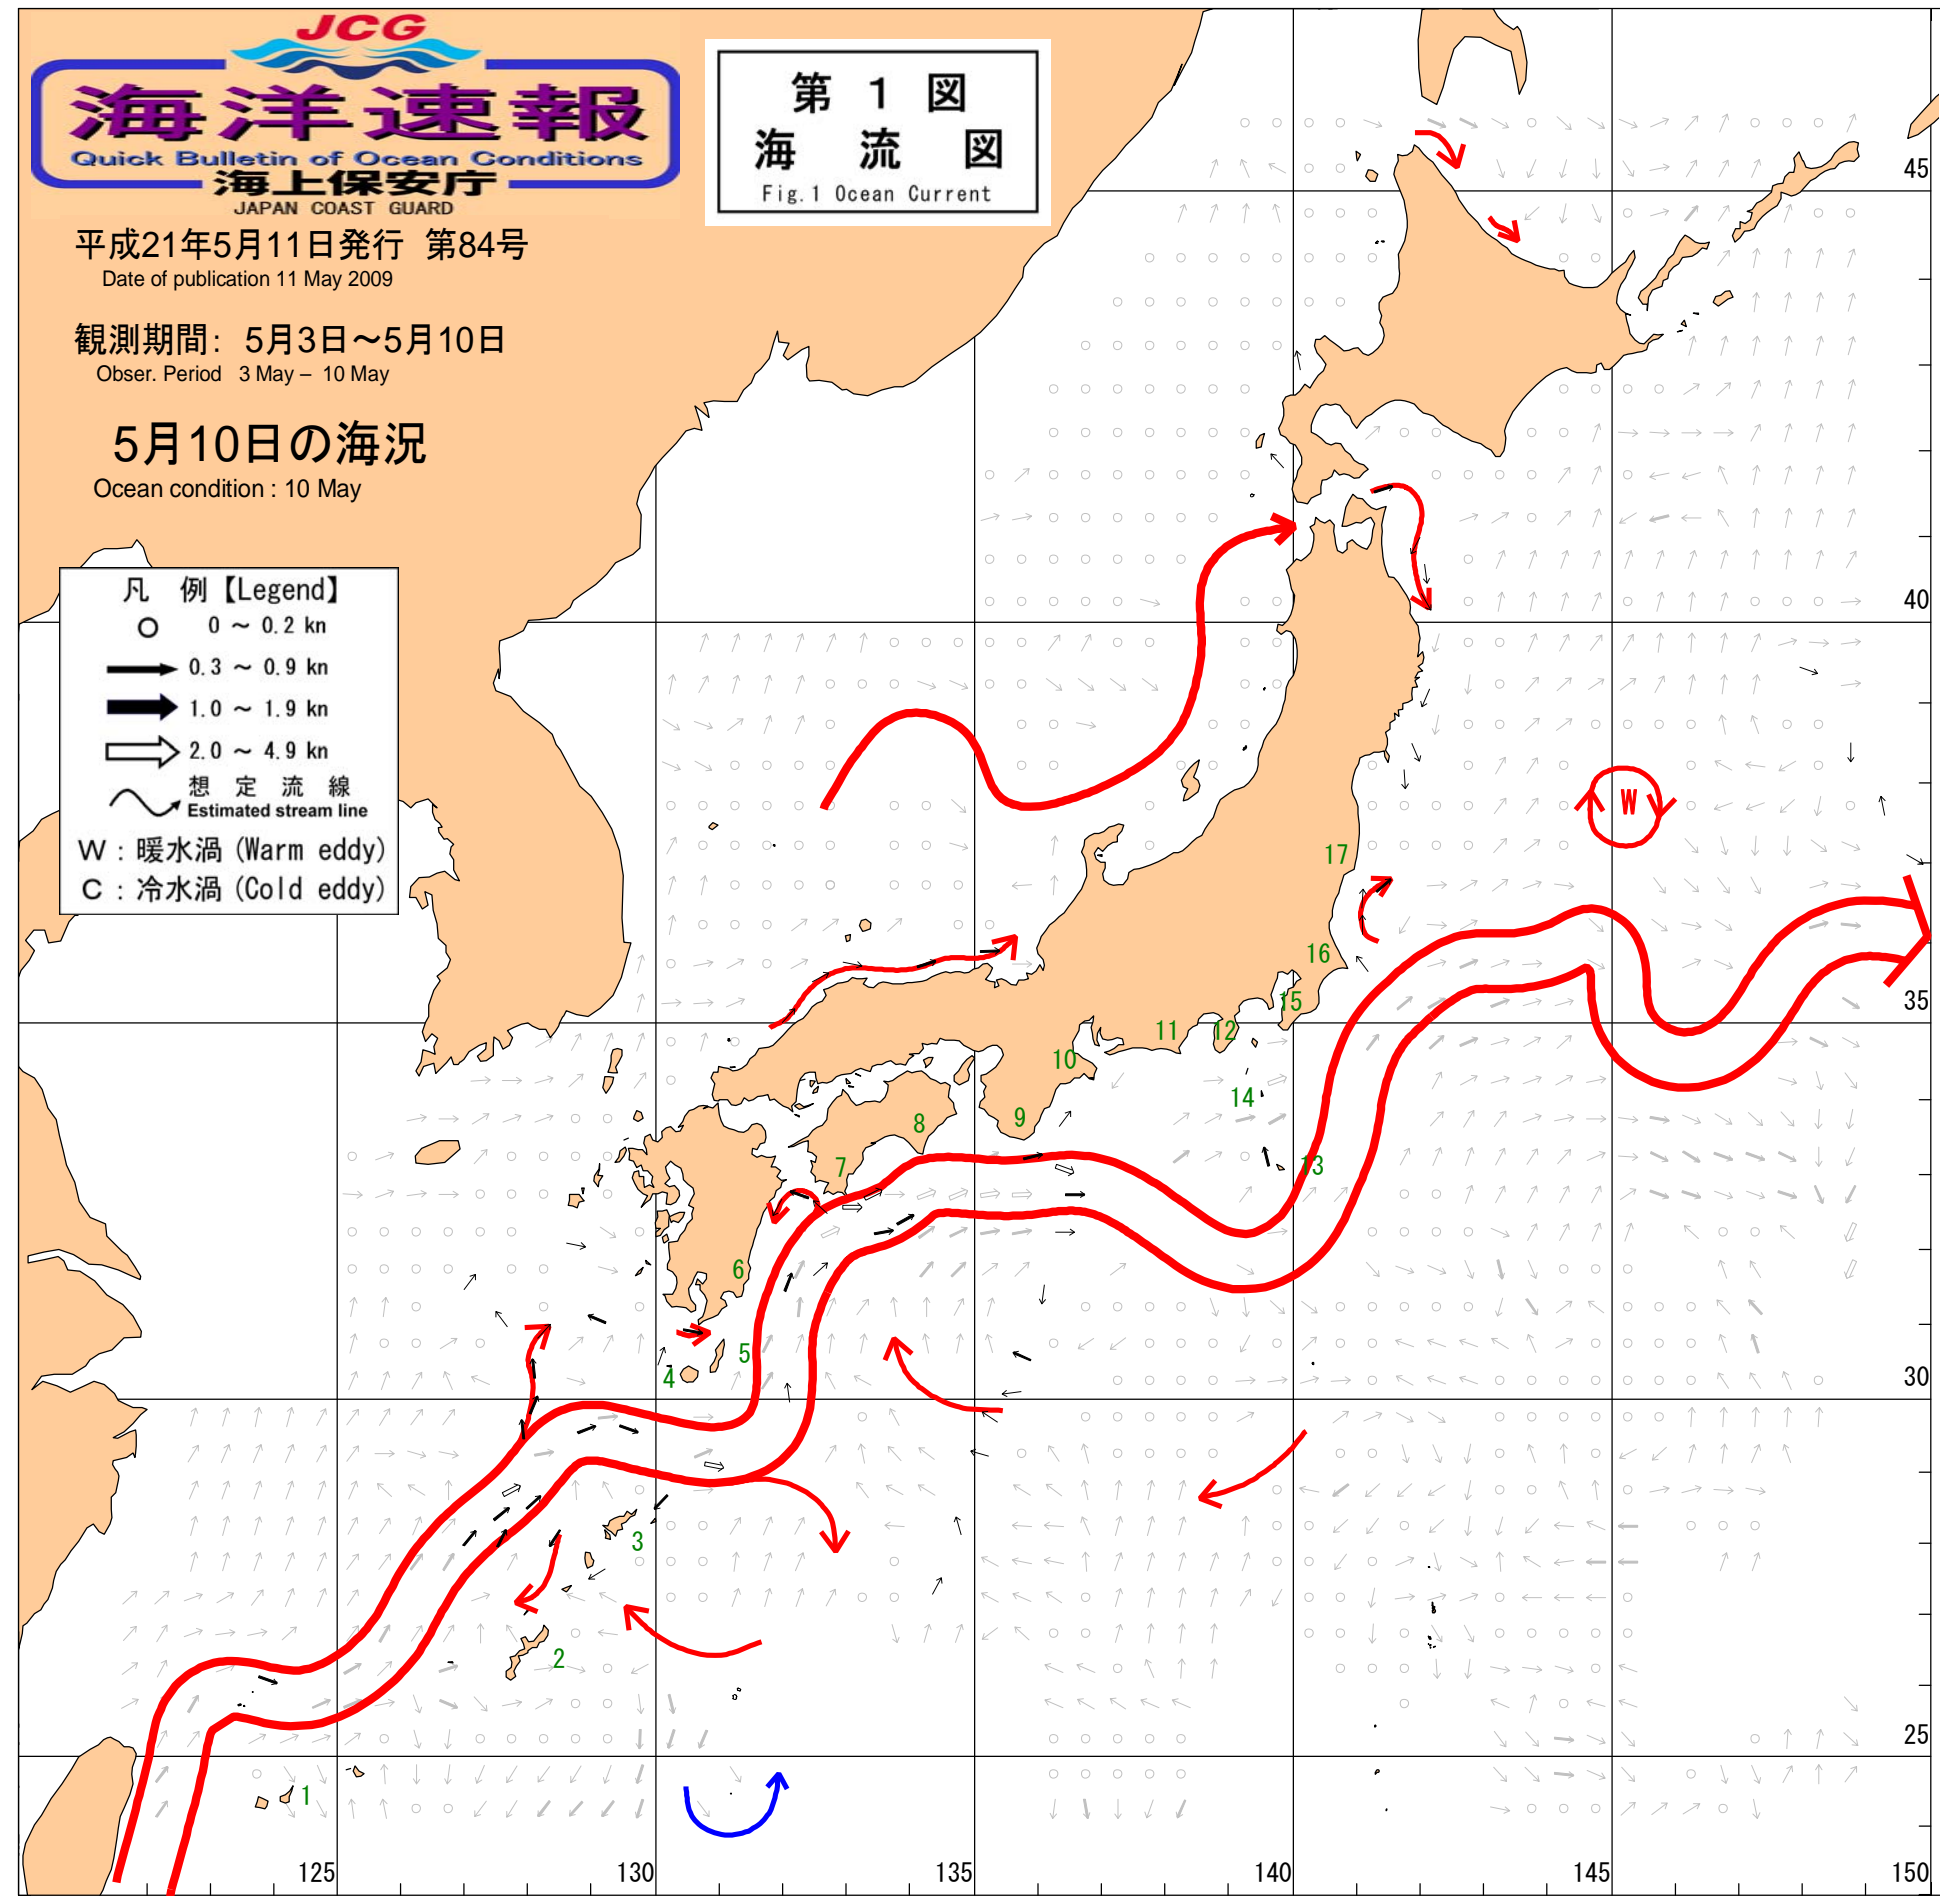 JCG
海洋速報
Quick Bulletin of Ocean Conditions
海上保安庁
JAPAN COAST GUARD
第 1 図
海 流 図
Fig.1 Ocean Current
平成21年5月11日発行 第84号
Date of publication 11 May 2009
観測期間: 5月3日~5月10日
Obser. Period 3 May – 10 May
5月10日の海況
Ocean condition : 10 May
凡 例【Legend】
0 ~ 0.2 kn
0.3 ~ 0.9 kn
1.0 ~ 1.9 kn
2.0 ~ 4.9 kn
想 定 流 線
Estimated stream line
W : 暖水渦 (Warm eddy)
C : 冷水渦 (Cold eddy)
45
40
W
17
16
35
15
12
11
10
14
9
8
7
13
6
5
4
30
3
2
25
1
125
130
135
140
145
150